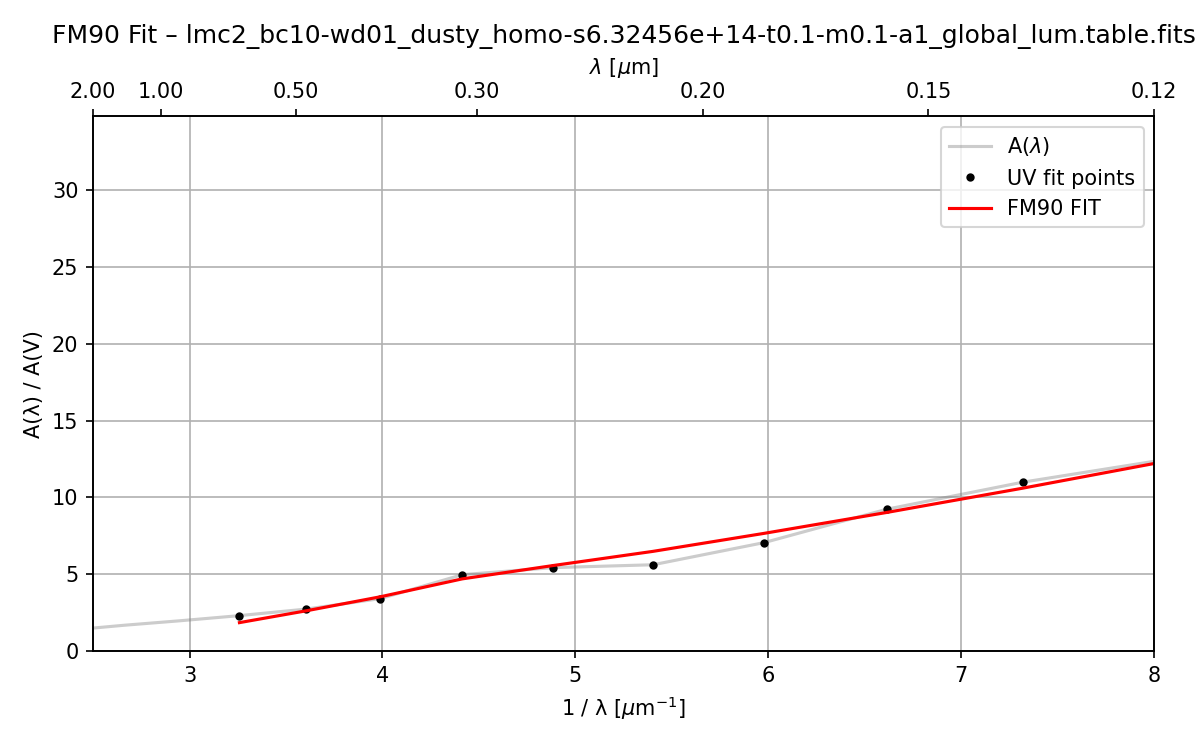 FM90 Fit – lmc2_bc10-wd01_dusty_homo-s6.32456e+14-t0.1-m0.1-a1_global_lum.table.fits
λ [μm]
2.00 1.00 0.50 0.30 0.20 0.15 0.12
A(λ)
UV fit points
FM90 FIT
A(λ) / A(V)
30
25
20
15
10
5
0
3 4 5 6 7 8
1 / λ [μm⁻¹]